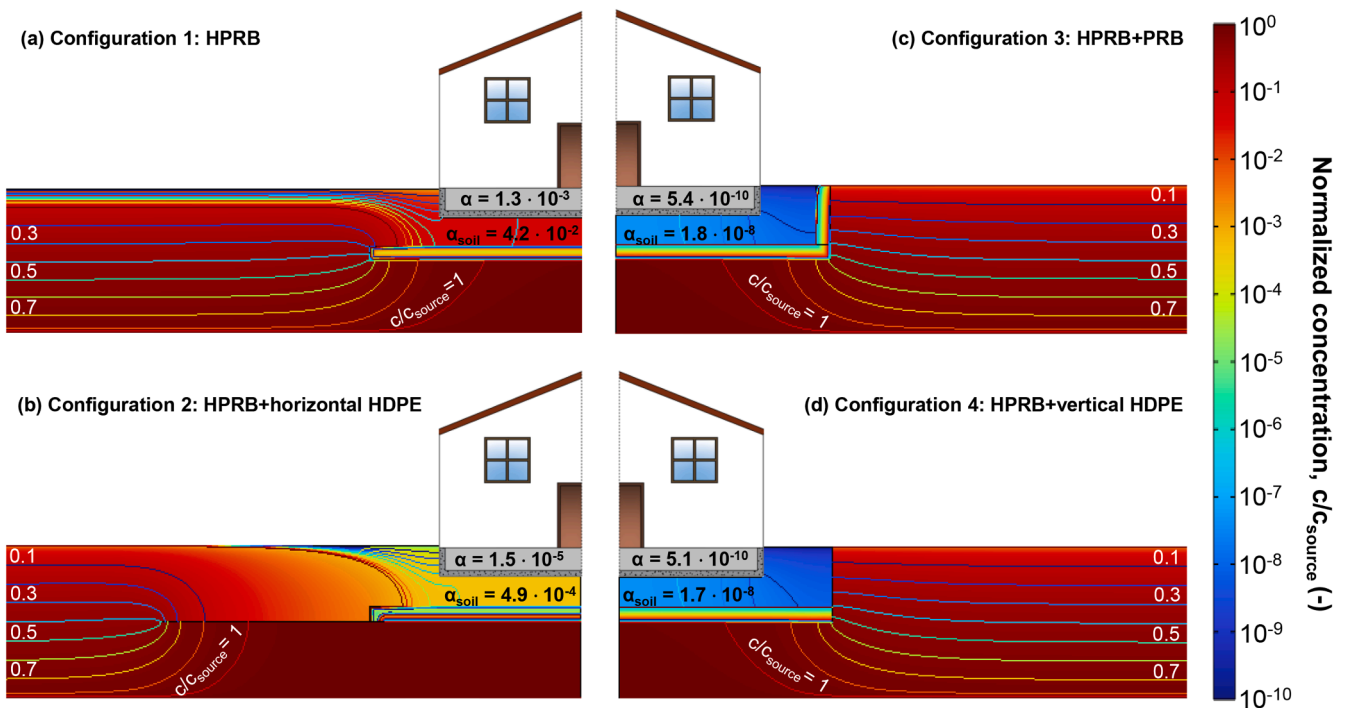 (a) Configuration 1: HPRB
α = 1.3 · 10⁻³
α_soil = 4.2 · 10⁻²
0.3
0.5
0.7
c/c_source =1
(c) Configuration 3: HPRB+PRB
α = 5.4 · 10⁻¹⁰
α_soil = 1.8 · 10⁻⁸
0.1
0.3
0.5
0.7
c/c_source = 1
(b) Configuration 2: HPRB+horizontal HDPE
α = 1.5 · 10⁻⁵
α_soil = 4.9 · 10⁻⁴
0.1
0.3
0.5
0.7
c/c_source = 1
(d) Configuration 4: HPRB+vertical HDPE
α = 5.1 · 10⁻¹⁰
α_soil = 1.7 · 10⁻⁸
0.1
0.3
0.5
0.7
c/c_source = 1
10⁰
10⁻¹
10⁻²
10⁻³
10⁻⁴
10⁻⁵
10⁻⁶
10⁻⁷
10⁻⁸
10⁻⁹
10⁻¹⁰
Normalized concentration, c/c_source (-)